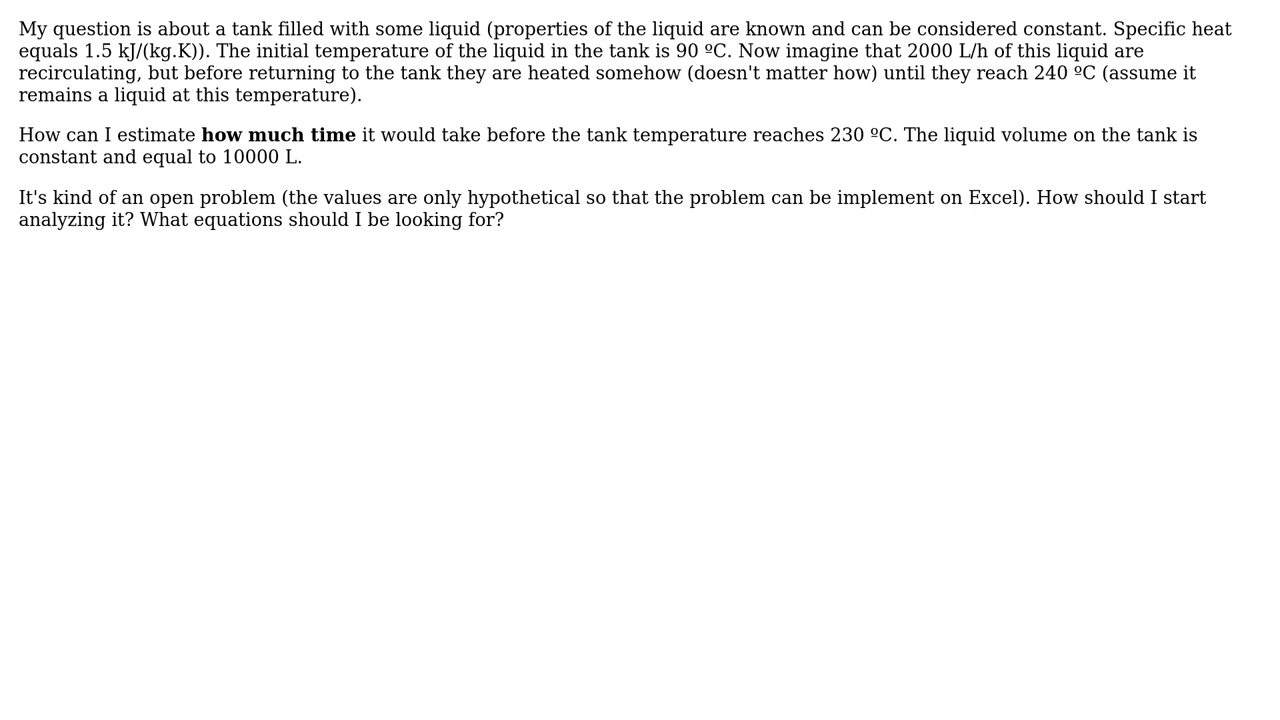 My question is about a tank filled with some liquid (properties of the liquid are known and can be considered constant. Specific heat
equals 1.5 kJ/(kg.K)). The initial temperature of the liquid in the tank is 90 ºC. Now imagine that 2000 L/h of this liquid are
recirculating, but before returning to the tank they are heated somehow (doesn't matter how) until they reach 240 ºC (assume it
remains a liquid at this temperature).
How can I estimate how much time it would take before the tank temperature reaches 230 ºC. The liquid volume on the tank is
constant and equal to 10000 L.
It's kind of an open problem (the values are only hypothetical so that the problem can be implement on Excel). How should I start
analyzing it? What equations should I be looking for?